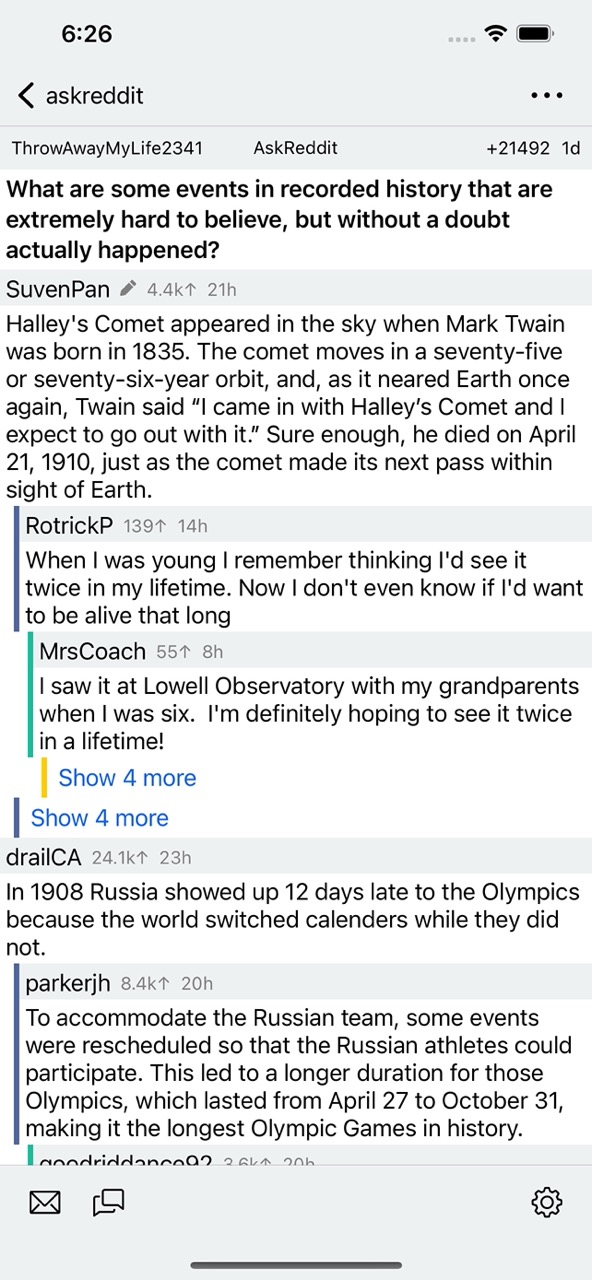 6:26
askreddit
ThrowAwayMyLife2341 AskReddit +21492 1d
What are some events in recorded history that are
extremely hard to believe, but without a doubt
actually happened?
SuvenPan 4.4k↑ 21h
Halley's Comet appeared in the sky when Mark Twain
was born in 1835. The comet moves in a seventy-five
or seventy-six-year orbit, and, as it neared Earth once
again, Twain said “I came in with Halley’s Comet and I
expect to go out with it.” Sure enough, he died on April
21, 1910, just as the comet made its next pass within
sight of Earth.
RotrickP 139↑ 14h
When I was young I remember thinking I'd see it
twice in my lifetime. Now I don't even know if I'd want
to be alive that long
MrsCoach 55↑ 8h
I saw it at Lowell Observatory with my grandparents
when I was six.  I'm definitely hoping to see it twice
in a lifetime!
Show 4 more
Show 4 more
drailCA 24.1k↑ 23h
In 1908 Russia showed up 12 days late to the Olympics
because the world switched calenders while they did
not.
parkerjh 8.4k↑ 20h
To accommodate the Russian team, some events
were rescheduled so that the Russian athletes could
participate. This led to a longer duration for those
Olympics, which lasted from April 27 to October 31,
making it the longest Olympic Games in history.
goodriddance92 3.6k↑ 20h